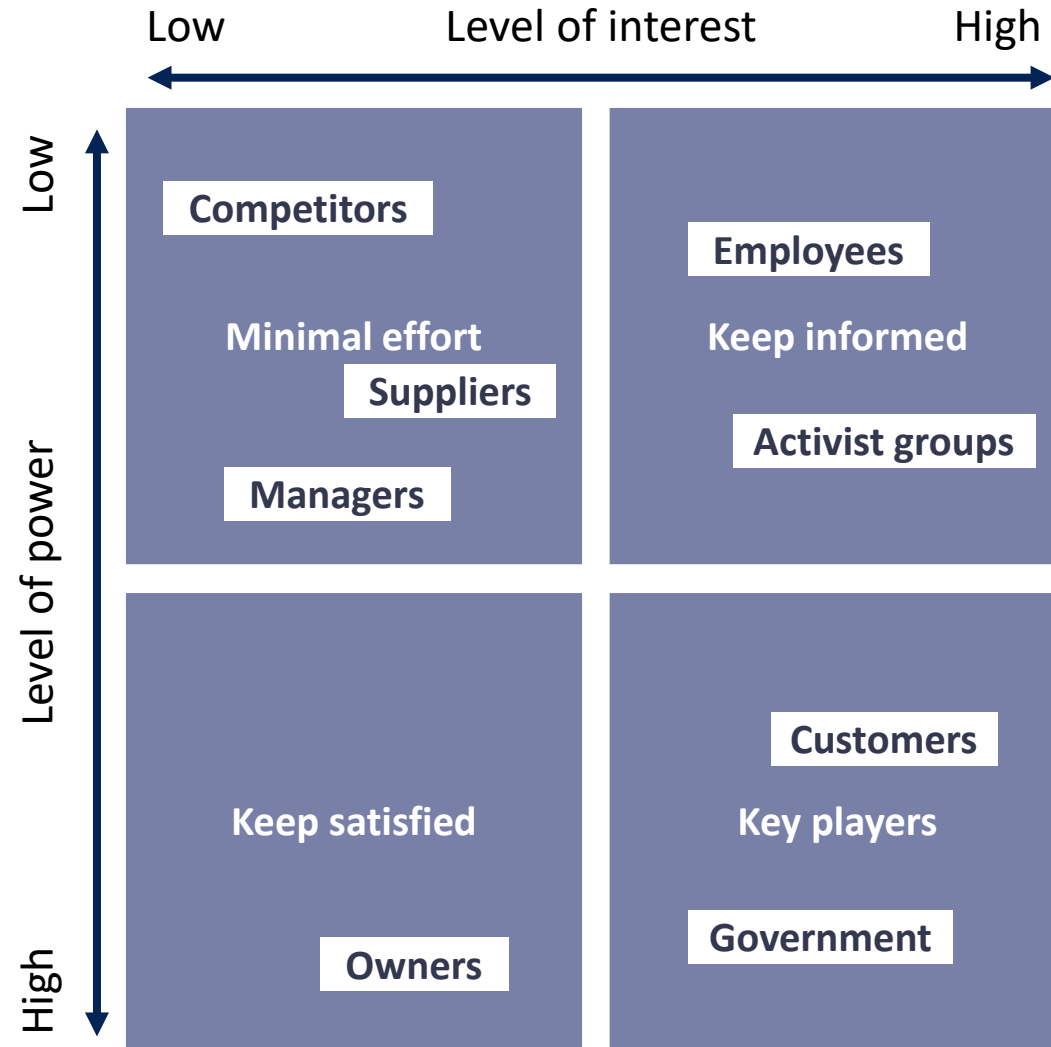 Low
Level of interest
High
Low
Level of power
High
Competitors
Minimal effort
Suppliers
Managers
Employees
Keep informed
Activist groups
Keep satisfied
Owners
Customers
Key players
Government